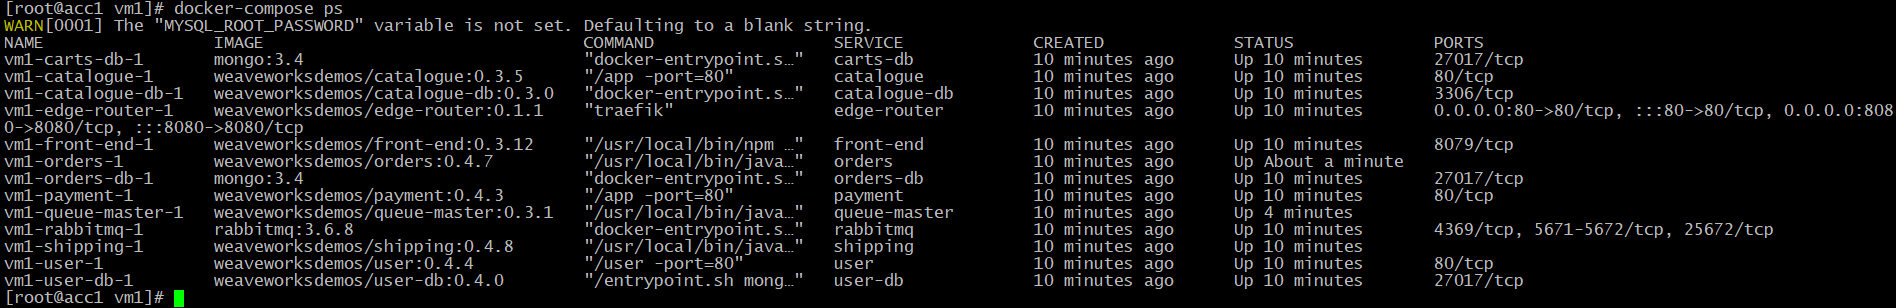 [root@acc1 vm1]# docker-compose ps
WARN[0001] The "MYSQL_ROOT_PASSWORD" variable is not set. Defaulting to a blank string.
NAME                 IMAGE                                COMMAND                  SERVICE             CREATED             STATUS              PORTS
vm1-carts-db-1       mongo:3.4                            "docker-entrypoint.s…"   carts-db            10 minutes ago      Up 10 minutes       27017/tcp
vm1-catalogue-1      weaveworksdemos/catalogue:0.3.5      "/app -port=80"          catalogue           10 minutes ago      Up 10 minutes       80/tcp
vm1-catalogue-db-1   weaveworksdemos/catalogue-db:0.3.0   "docker-entrypoint.s…"   catalogue-db        10 minutes ago      Up 10 minutes       3306/tcp
vm1-edge-router-1    weaveworksdemos/edge-router:0.1.1    "traefik"                edge-router         10 minutes ago      Up 10 minutes       0.0.0.0:80->80/tcp, :::80->80/tcp, 0.0.0.0:808
0->8080/tcp, :::8080->8080/tcp
vm1-front-end-1      weaveworksdemos/front-end:0.3.12     "/usr/local/bin/npm …"   front-end           10 minutes ago      Up 10 minutes       8079/tcp
vm1-orders-1         weaveworksdemos/orders:0.4.7         "/usr/local/bin/java…"   orders              10 minutes ago      Up About a minute
vm1-orders-db-1      mongo:3.4                            "docker-entrypoint.s…"   orders-db           10 minutes ago      Up 10 minutes       27017/tcp
vm1-payment-1        weaveworksdemos/payment:0.4.3        "/app -port=80"          payment             10 minutes ago      Up 10 minutes       80/tcp
vm1-queue-master-1   weaveworksdemos/queue-master:0.3.1   "/usr/local/bin/java…"   queue-master        10 minutes ago      Up 4 minutes
vm1-rabbitmq-1       rabbitmq:3.6.8                       "docker-entrypoint.s…"   rabbitmq            10 minutes ago      Up 10 minutes       4369/tcp, 5671-5672/tcp, 25672/tcp
vm1-shipping-1       weaveworksdemos/shipping:0.4.8       "/usr/local/bin/java…"   shipping            10 minutes ago      Up 10 minutes
vm1-user-1           weaveworksdemos/user:0.4.4           "/user -port=80"         user                10 minutes ago      Up 10 minutes       80/tcp
vm1-user-db-1        weaveworksdemos/user-db:0.4.0        "/entrypoint.sh mong…"   user-db             10 minutes ago      Up 10 minutes       27017/tcp
[root@acc1 vm1]#